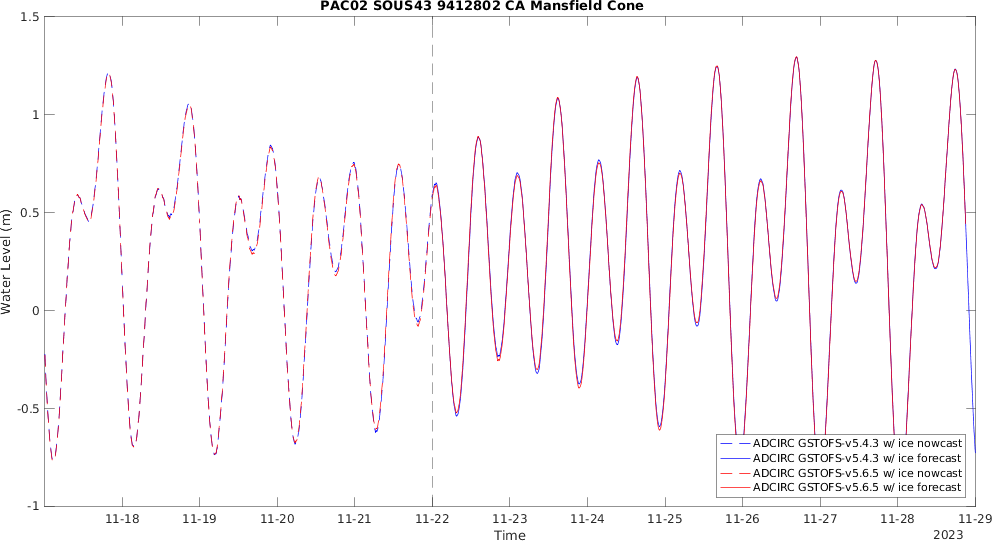 PAC02 SOUS43 9412802 CA Mansfield Cone
1.5
1
0.5
0
-0.5
-1
Water Level (m)
11-18
11-19
11-20
11-21
11-22
11-23
11-24
11-25
11-26
11-27
11-28
11-29
Time
2023
ADCIRC GSTOFS-v5.4.3 w/ ice nowcast
ADCIRC GSTOFS-v5.4.3 w/ ice forecast
ADCIRC GSTOFS-v5.6.5 w/ ice nowcast
ADCIRC GSTOFS-v5.6.5 w/ ice forecast